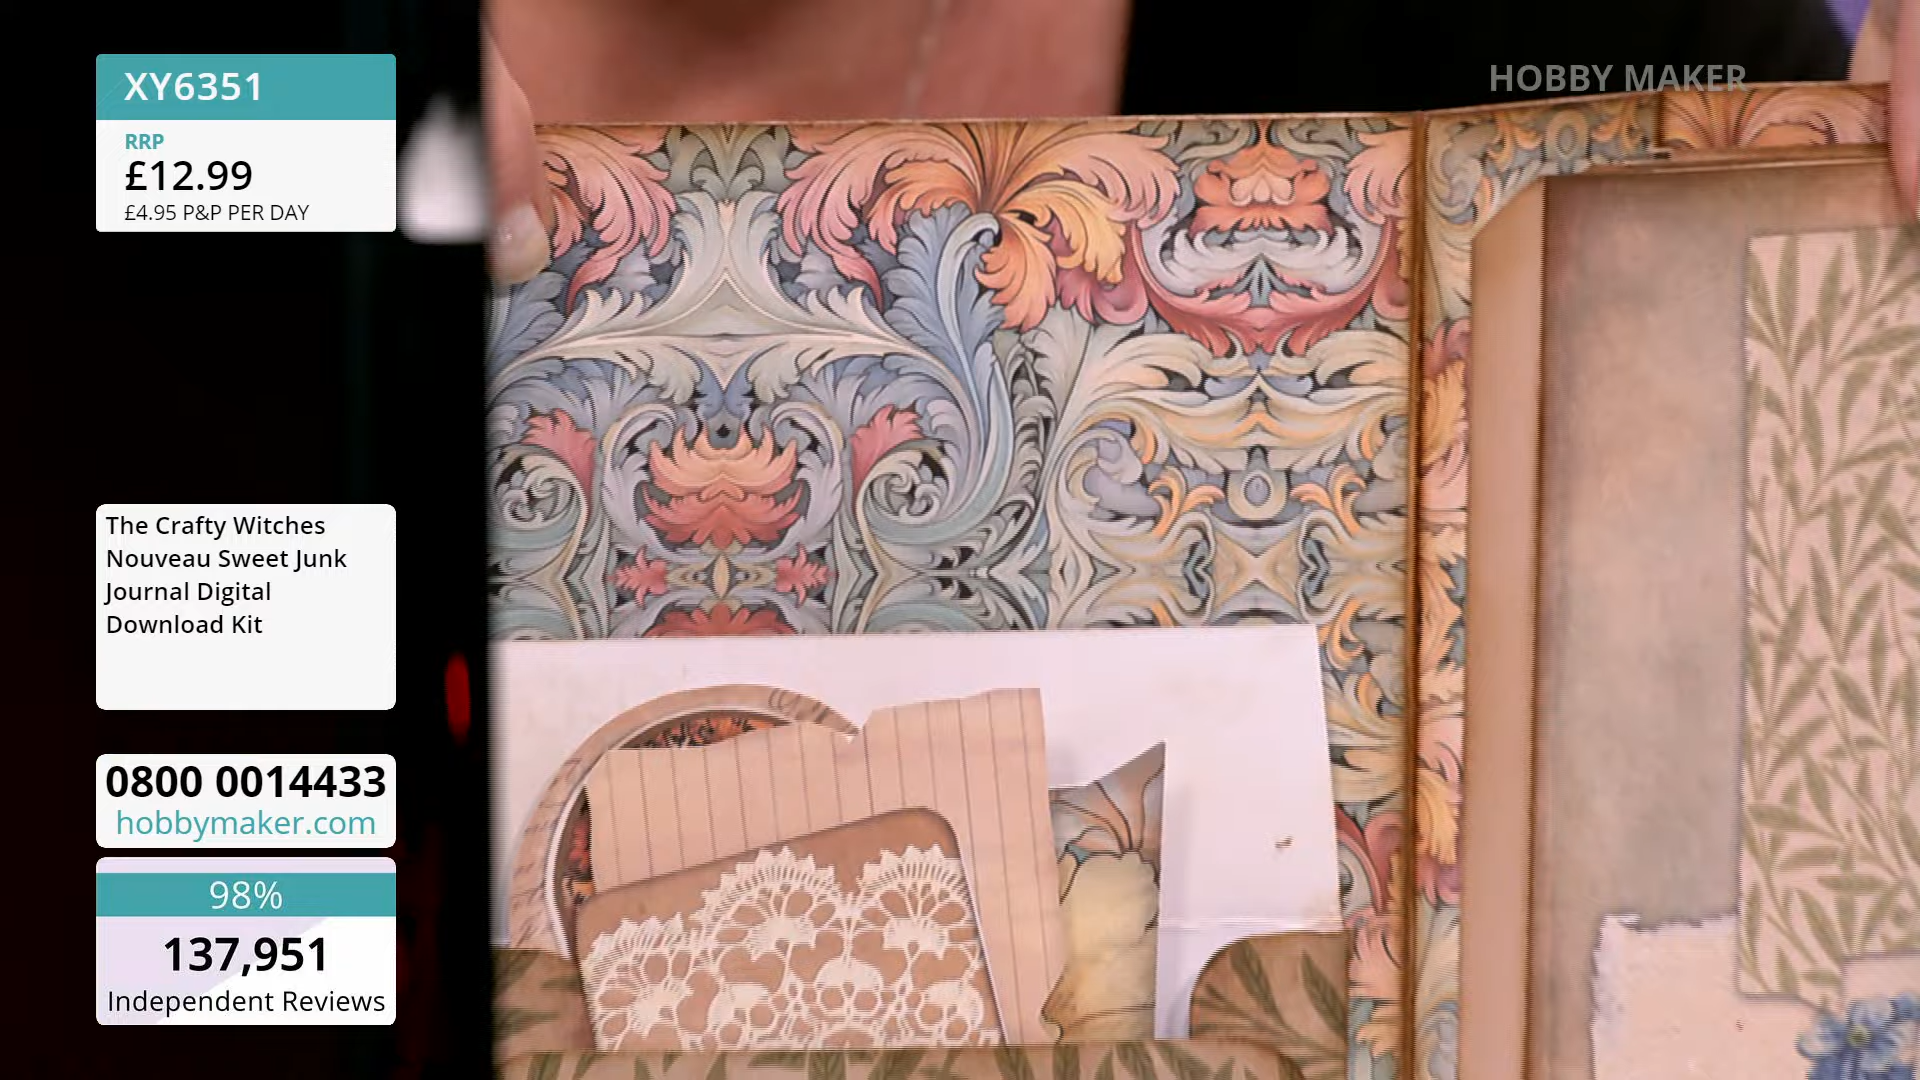 XY6351
RRP
£12.99
£4.95 P&P PER DAY
HOBBY MAKER
The Crafty Witches
Nouveau Sweet Junk
Journal Digital
Download Kit
0800 0014433
hobbymaker.com
98%
137,951
Independent Reviews